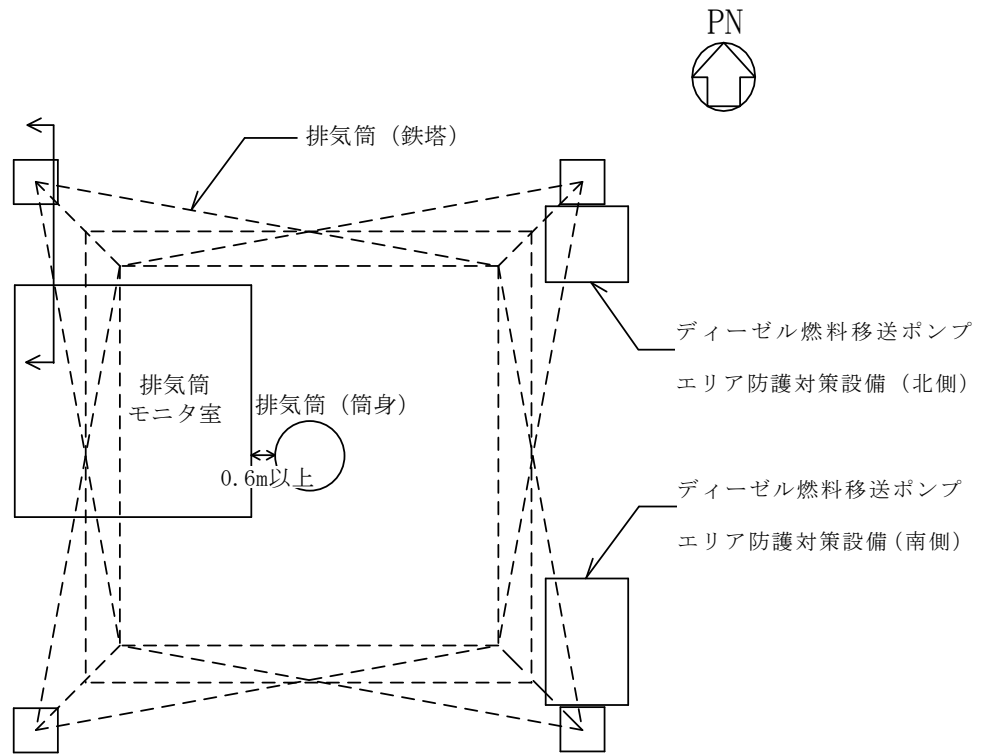 PN
排気筒（鉄塔）
ディーゼル燃料移送ポンプ
エリア防護対策設備（北側）
排気筒
モニタ室
排気筒（筒身）
0.6m以上
ディーゼル燃料移送ポンプ
エリア防護対策設備（南側）